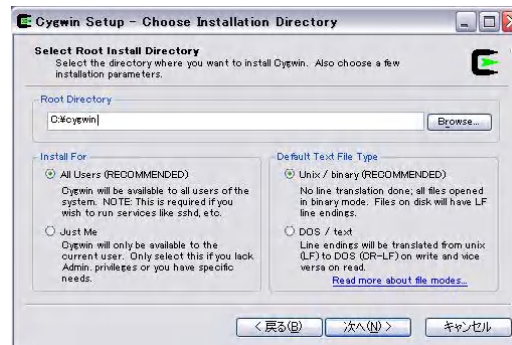 Cygwin Setup - Choose Installation Directory
Select Root Install Directory
Select the directory where you want to install Cygwin. Also choose a few
installation parameters.
Root Directory
C:¥cygwin
Browse...
Install For
All Users (RECOMMENDED)
Cygwin will be available to all users of the
system. NOTE: This is required if you
wish to run services like sshd, etc.
Just Me
Cygwin will only be available to the
current user. Only select this if you lack
Admin. privileges or you have specific
needs.
Default Text File Type
Unix / binary (RECOMMENDED)
No line translation done; all files opened
in binary mode. Files on disk will have LF
line endings.
DOS / text
Line endings will be translated from unix
(LF) to DOS (CR-LF) on write and vice
versa on read.
Read more about file modes...
< 戻る(B)
次へ(N) >
キャンセル